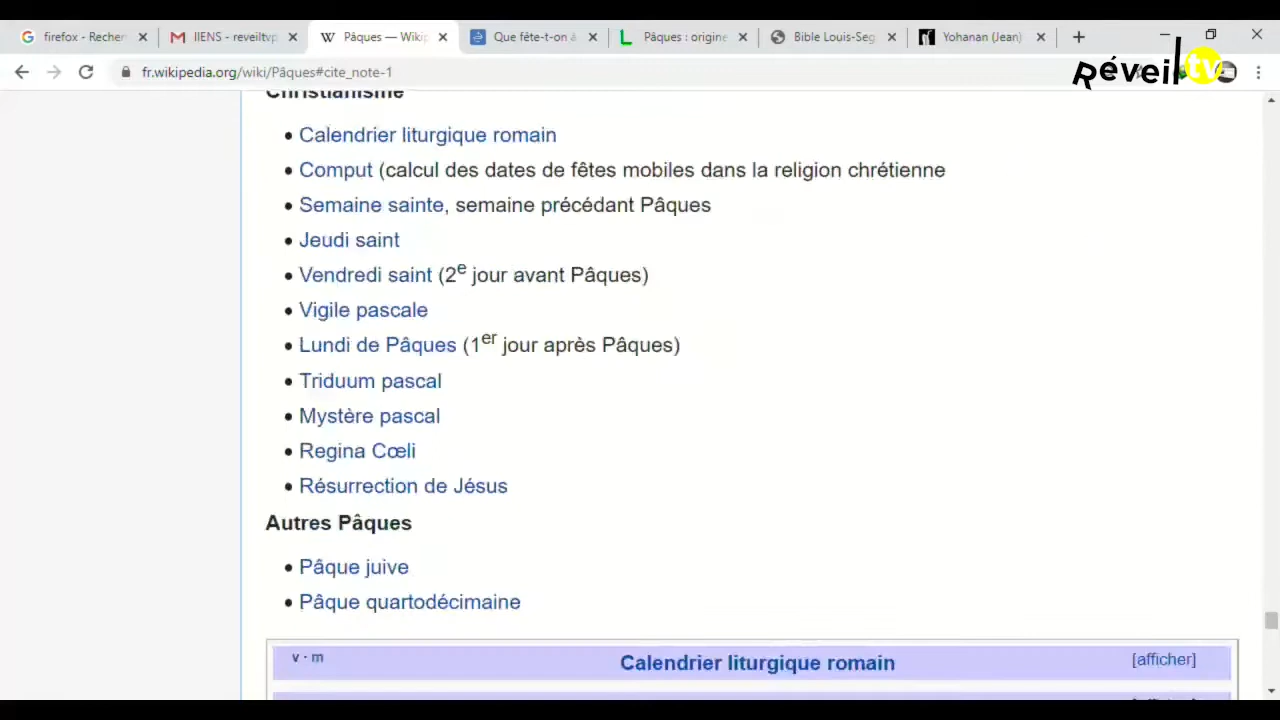 firefox - Recher
IIENS - reveiltvp
Pâques — Wiki
Que fête-t-on à
Pâques : origine
Bible Louis-Seg
Yohanan (Jean)
fr.wikipedia.org/wiki/Pâques#cite_note-1
Réveil tv
Christianisme
Calendrier liturgique romain
Comput (calcul des dates de fêtes mobiles dans la religion chrétienne
Semaine sainte, semaine précédant Pâques
Jeudi saint
Vendredi saint (2e jour avant Pâques)
Vigile pascale
Lundi de Pâques (1er jour après Pâques)
Triduum pascal
Mystère pascal
Regina Cœli
Résurrection de Jésus
Autres Pâques
Pâque juive
Pâque quartodécimaine
v · m
Calendrier liturgique romain
[afficher]